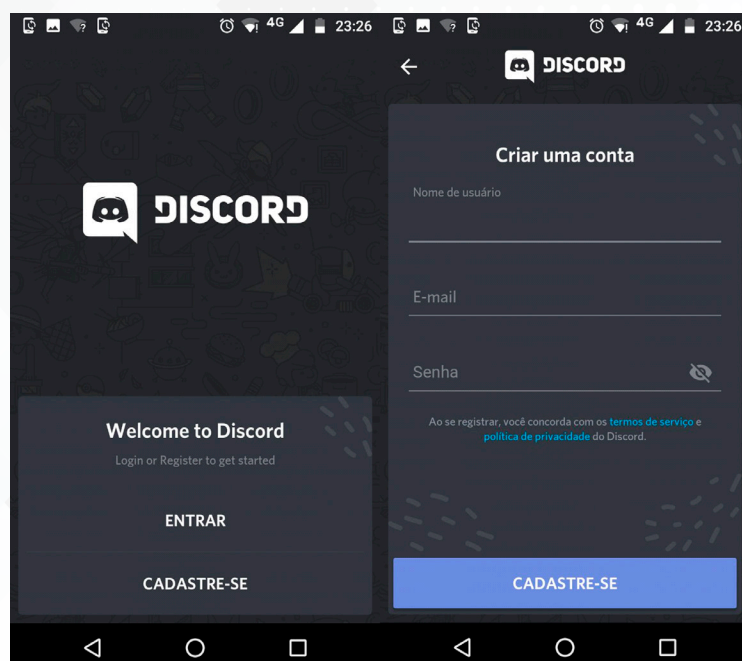 4G 23:26
DISCORD
Welcome to Discord
Login or Register to get started
ENTRAR
CADASTRE-SE
4G 23:26
DISCORD
Criar uma conta
Nome de usuário
E-mail
Senha
Ao se registrar, você concorda com os termos de serviço e
política de privacidade do Discord.
CADASTRE-SE